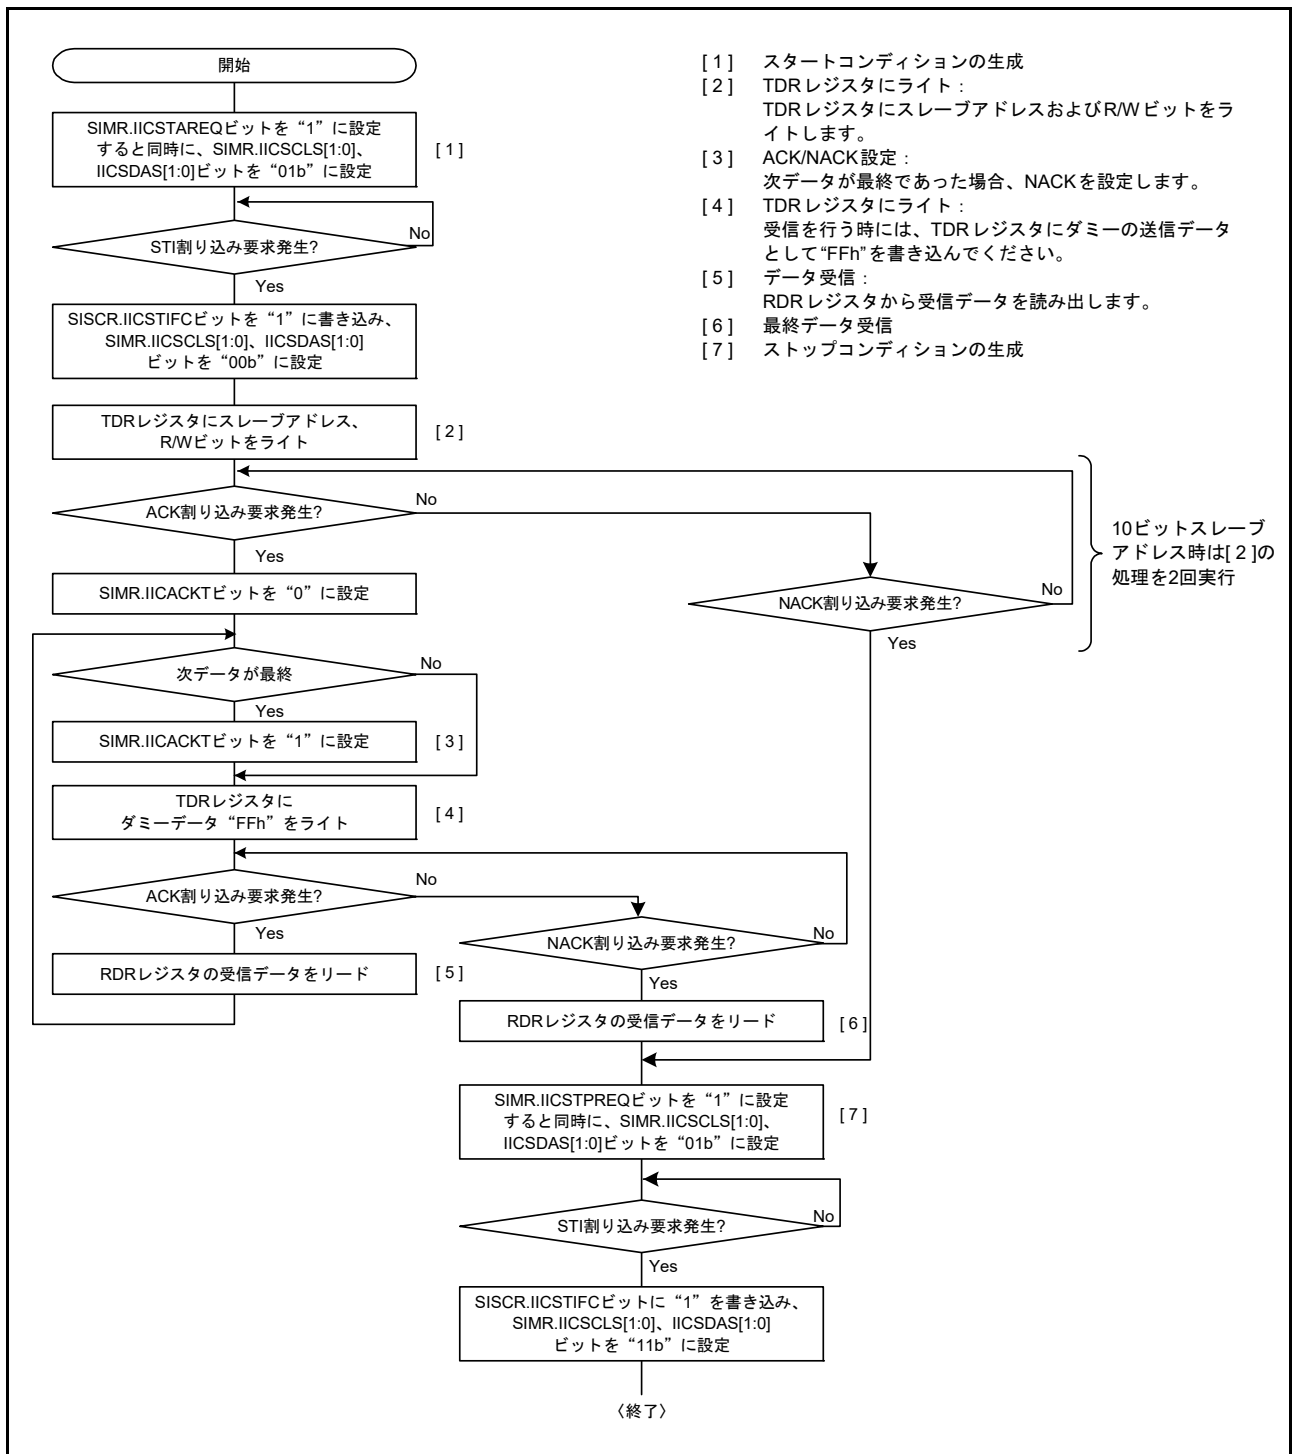 開始
SIMR.IICSTAREQビットを“1”に設定
すると同時に、SIMR.IICSCLS[1:0]、
IICSDAS[1:0]ビットを“01b”に設定
[ 1 ]
STI割り込み要求発生?
No
Yes
SISCR.IICSTIFCビットを“1”に書き込み、
SIMR.IICSCLS[1:0]、IICSDAS[1:0]
ビットを“00b”に設定
TDRレジスタにスレーブアドレス、
R/Wビットをライト
[ 2 ]
ACK割り込み要求発生?
No
Yes
NACK割り込み要求発生?
No
Yes
10ビットスレーブ
アドレス時は[ 2 ]の
処理を2回実行
SIMR.IICACKTビットを“0”に設定
次データが最終
No
Yes
SIMR.IICACKTビットを“1”に設定
[ 3 ]
TDRレジスタに
ダミーデータ“FFh”をライト
[ 4 ]
ACK割り込み要求発生?
No
Yes
RDRレジスタの受信データをリード
[ 5 ]
NACK割り込み要求発生?
No
Yes
RDRレジスタの受信データをリード
[ 6 ]
SIMR.IICSTPREQビットを“1”に設定
すると同時に、SIMR.IICSCLS[1:0]、
IICSDAS[1:0]ビットを“01b”に設定
[ 7 ]
STI割り込み要求発生?
No
Yes
SISCR.IICSTIFCビットに“1”を書き込み、
SIMR.IICSCLS[1:0]、IICSDAS[1:0]
ビットを“11b”に設定
〈終了〉
[ 1 ] スタートコンディションの生成
[ 2 ] TDRレジスタにライト：
TDRレジスタにスレーブアドレスおよびR/Wビットをラ
イトします。
[ 3 ] ACK/NACK設定：
次データが最終であった場合、NACKを設定します。
[ 4 ] TDRレジスタにライト：
受信を行う時には、TDRレジスタにダミーの送信データ
として“FFh”を書き込んでください。
[ 5 ] データ受信：
RDRレジスタから受信データを読み出します。
[ 6 ] 最終データ受信
[ 7 ] ストップコンディションの生成